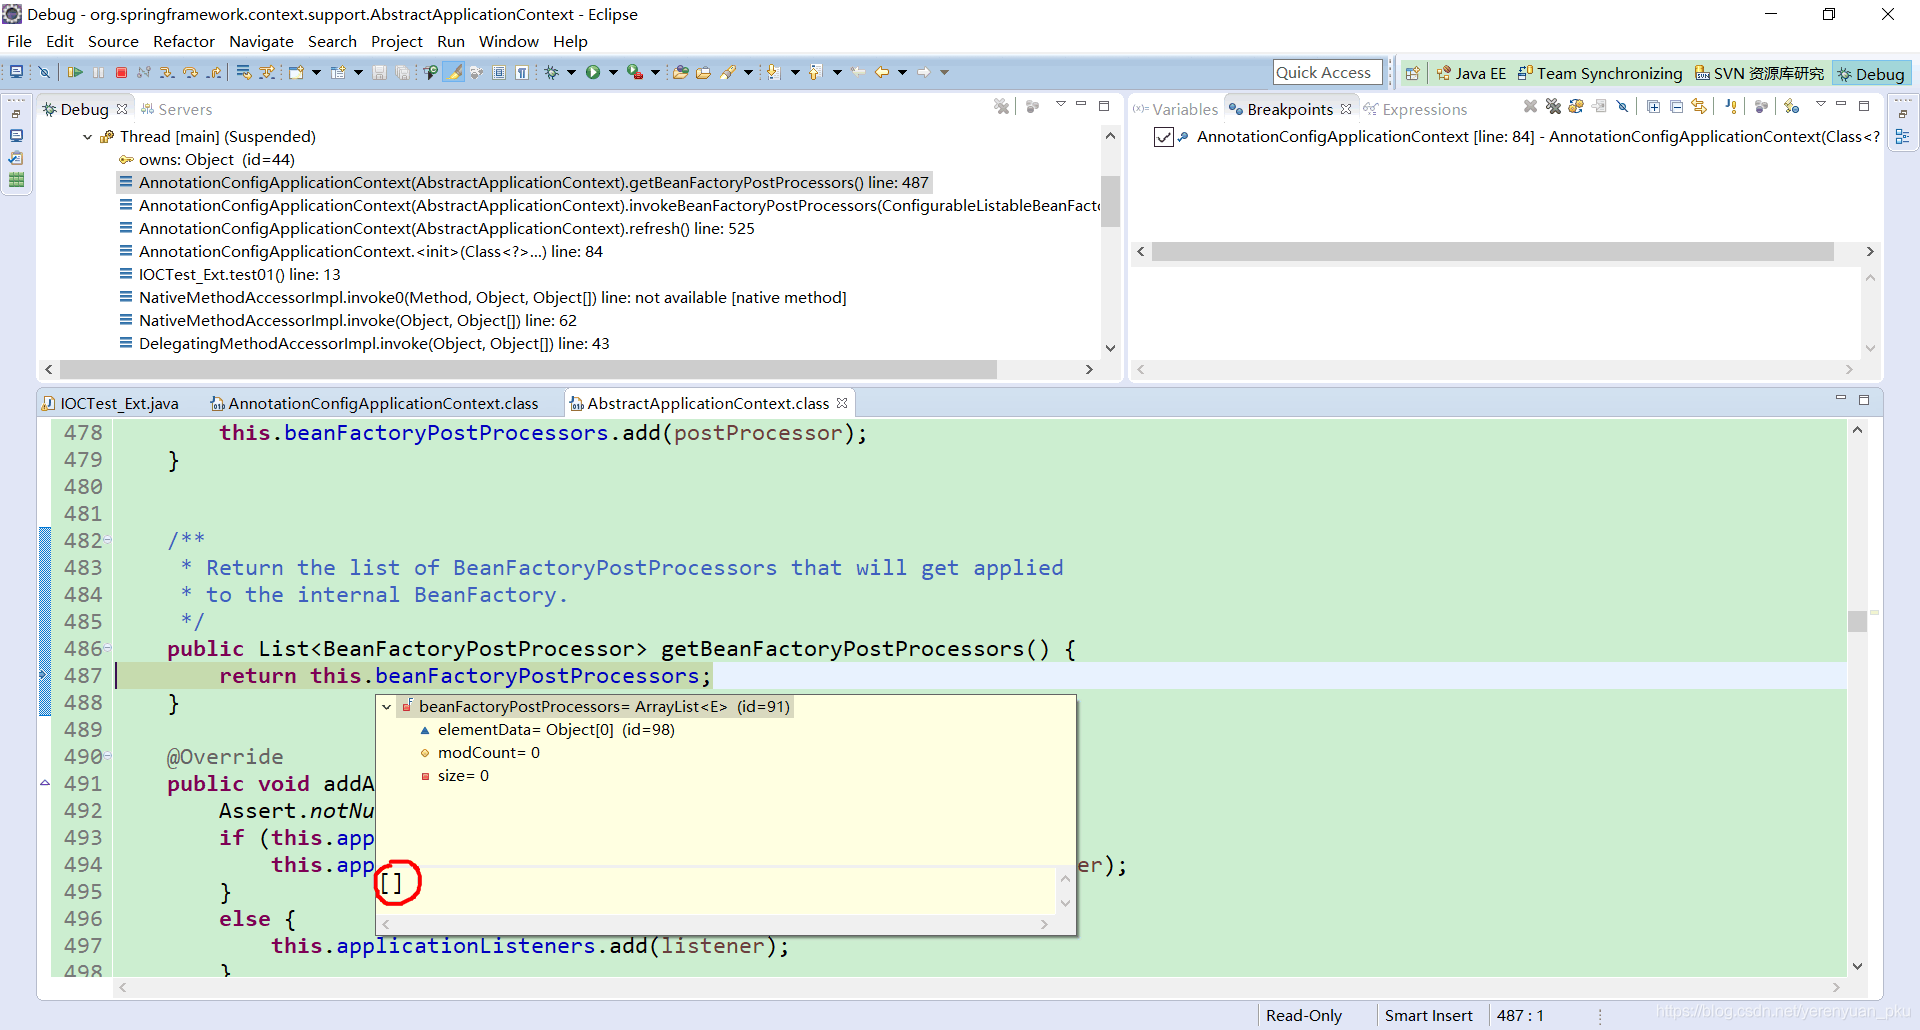 Debug - org.springframework.context.support.AbstractApplicationContext - Eclipse
File Edit Source Refactor Navigate Search Project Run Window Help
Quick Access
Java EE
Team Synchronizing
SVN 资源库研究
Debug
Debug
Servers
Thread [main] (Suspended)
owns: Object (id=44)
AnnotationConfigApplicationContext(AbstractApplicationContext).getBeanFactoryPostProcessors() line: 487
AnnotationConfigApplicationContext(AbstractApplicationContext).invokeBeanFactoryPostProcessors(ConfigurableListableBeanFact
AnnotationConfigApplicationContext(AbstractApplicationContext).refresh() line: 525
AnnotationConfigApplicationContext.<init>(Class<?>...) line: 84
IOCTest_Ext.test01() line: 13
NativeMethodAccessorImpl.invoke0(Method, Object, Object[]) line: not available [native method]
NativeMethodAccessorImpl.invoke(Object, Object[]) line: 62
DelegatingMethodAccessorImpl.invoke(Object, Object[]) line: 43
(x)= Variables
Breakpoints
Expressions
AnnotationConfigApplicationContext [line: 84] - AnnotationConfigApplicationContext(Class<?
IOCTest_Ext.java
AnnotationConfigApplicationContext.class
AbstractApplicationContext.class
478 this.beanFactoryPostProcessors.add(postProcessor);
479 }
480
481
482 /**
483 * Return the list of BeanFactoryPostProcessors that will get applied
484 * to the internal BeanFactory.
485 */
486 public List<BeanFactoryPostProcessor> getBeanFactoryPostProcessors() {
487 return this.beanFactoryPostProcessors;
488 }
489
490 @Override
491 public void addA
492 Assert.notNu
493 if (this.app
494 this.app er);
495 }
496 else {
497 this.applicationListeners.add(listener);
498 }
beanFactoryPostProcessors= ArrayList<E> (id=91)
elementData= Object[0] (id=98)
modCount= 0
size= 0
[]
Read-Only
Smart Insert
487 : 1
https://blog.csdn.net/yerenyuan_pku